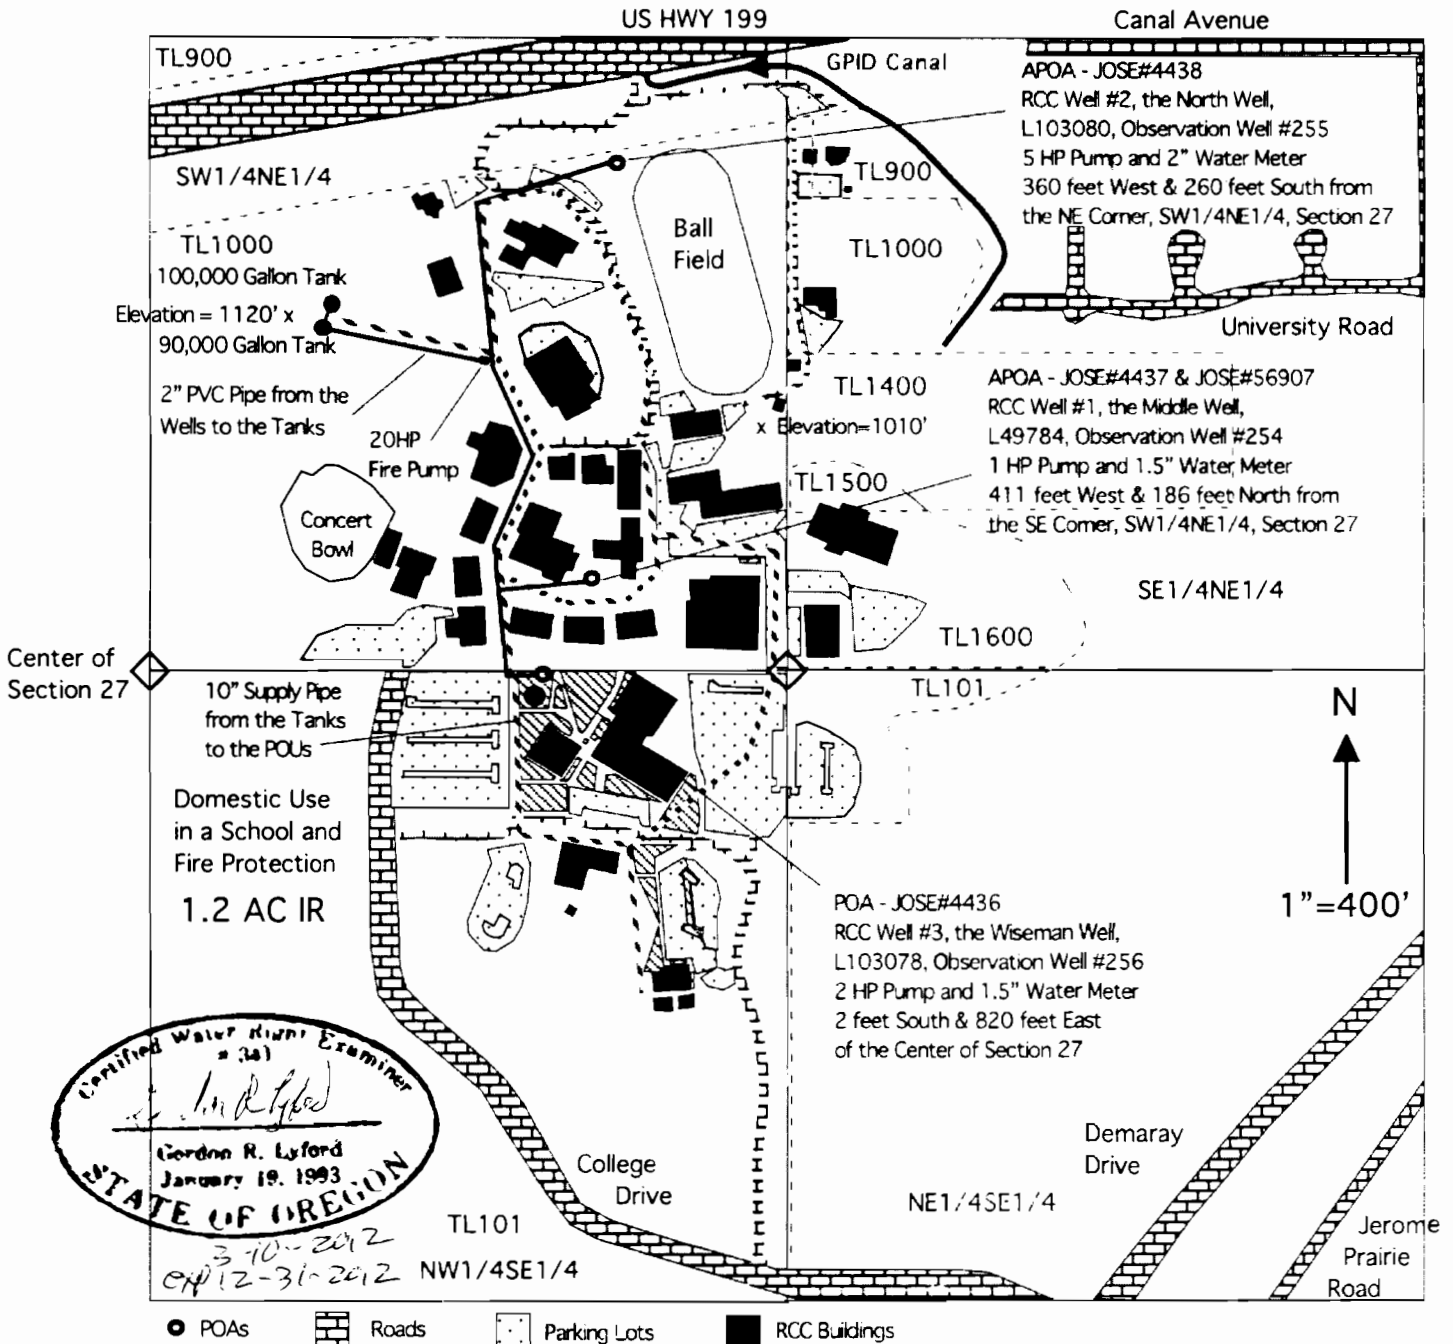 US HWY 199
Canal Avenue
TL900
GPID Canal
APOA - JOSE#4438
RCC Well #2, the North Well,
L103080, Observation Well #255
5 HP Pump and 2" Water Meter
360 feet West & 260 feet South from
the NE Corner, SW1/4NE1/4, Section 27
SW1/4NE1/4
TL900
Ball
Field
TL1000
TL1000
100,000 Gallon Tank
Elevation = 1120' x
90,000 Gallon Tank
University Road
2" PVC Pipe from the
Wells to the Tanks
20HP
Fire Pump
TL1400
x Elevation=1010'
APOA - JOSE#4437 & JOSE#56907
RCC Well #1, the Middle Well,
L49784, Observation Well #254
1 HP Pump and 1.5" Water Meter
411 feet West & 186 feet North from
the SE Corner, SW1/4NE1/4, Section 27
TL1500
Concert
Bowl
SE1/4NE1/4
TL1600
Center of
Section 27
TL101
10" Supply Pipe
from the Tanks
to the POUs
N
1"=400'
Domestic Use
in a School and
Fire Protection
1.2 AC IR
POA - JOSE#4436
RCC Well #3, the Wiseman Well,
L103078, Observation Well #256
2 HP Pump and 1.5" Water Meter
2 feet South & 820 feet East
of the Center of Section 27
Certified Water Right Examiner
# 381
Gordon R. Lyford
January 19, 1993
STATE OF OREGON
3-10-2012
exp 12-31-2012
College
Drive
TL101
NW1/4SE1/4
NE1/4SE1/4
Demaray
Drive
Jerome
Prairie
Road
POAs
Roads
Parking Lots
RCC Buildings